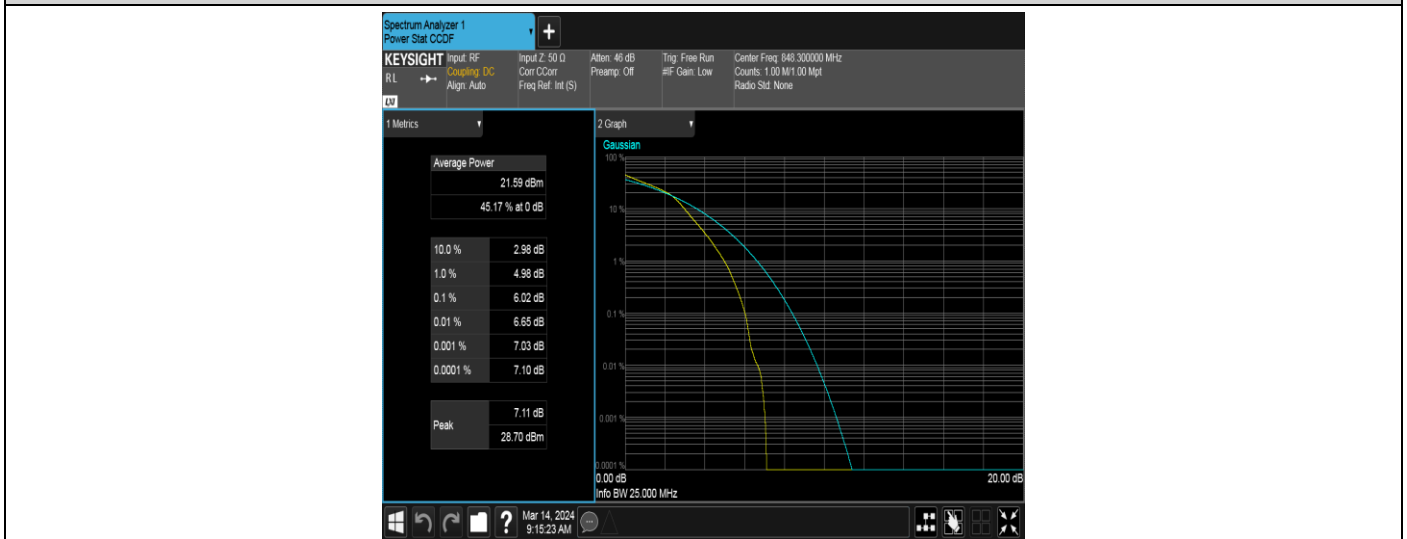 Spectrum Analyzer 1
Power Stat CCDF
+
KEYSIGHT
RL
LXI
Input: RF
Coupling: DC
Align: Auto
Input Z: 50 Ω
Corr CCorr
Freq Ref: Int (S)
Atten: 46 dB
Preamp: Off
Trig: Free Run
#IF Gain: Low
Center Freq: 848.300000 MHz
Counts: 1.00 M/1.00 Mpt
Radio Std: None
1 Metrics
Average Power
21.59 dBm
45.17 % at 0 dB
10.0 % 2.98 dB
1.0 % 4.98 dB
0.1 % 6.02 dB
0.01 % 6.65 dB
0.001 % 7.03 dB
0.0001 % 7.10 dB
Peak
7.11 dB
28.70 dBm
2 Graph
Gaussian
100 %
10 %
1 %
0.1 %
0.01 %
0.001 %
0.0001 %
0.00 dB 20.00 dB
Info BW 25.000 MHz
?
Mar 14, 2024
9:15:23 AM